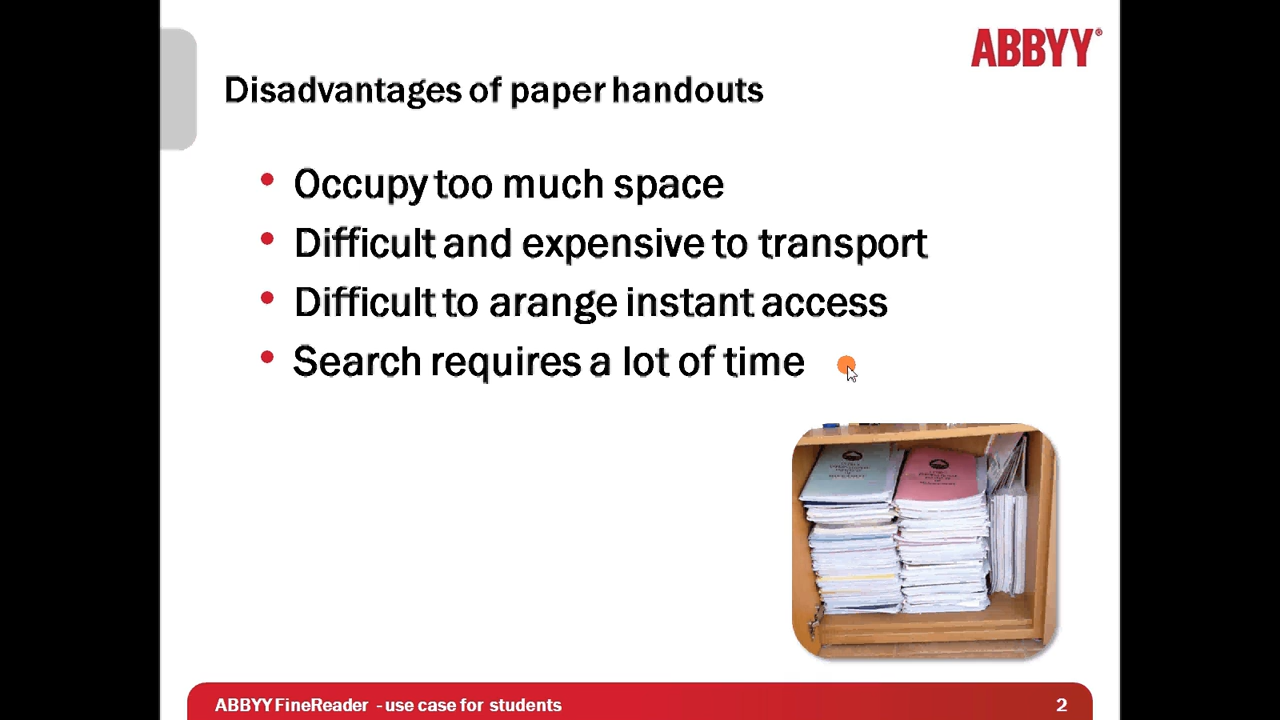 ABBYY®
Disadvantages of paper handouts
• Occupy too much space
• Difficult and expensive to transport
• Difficult to arange instant access
• Search requires a lot of time
ABBYY FineReader - use case for students
2